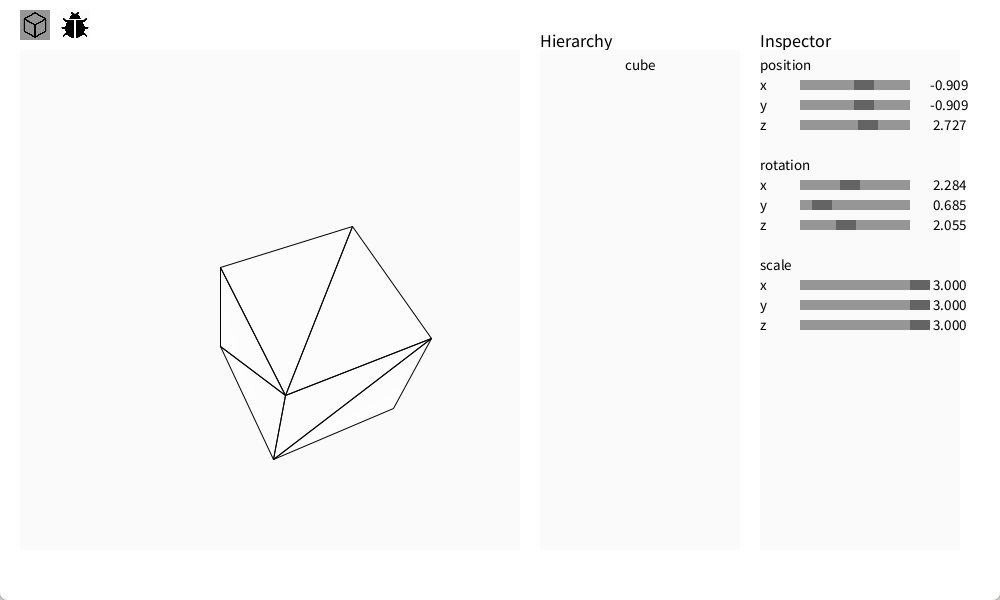 Hierarchy
cube
Inspector
position
x -0.909
y -0.909
z 2.727
rotation
x 2.284
y 0.685
z 2.055
scale
x 3.000
y 3.000
z 3.000